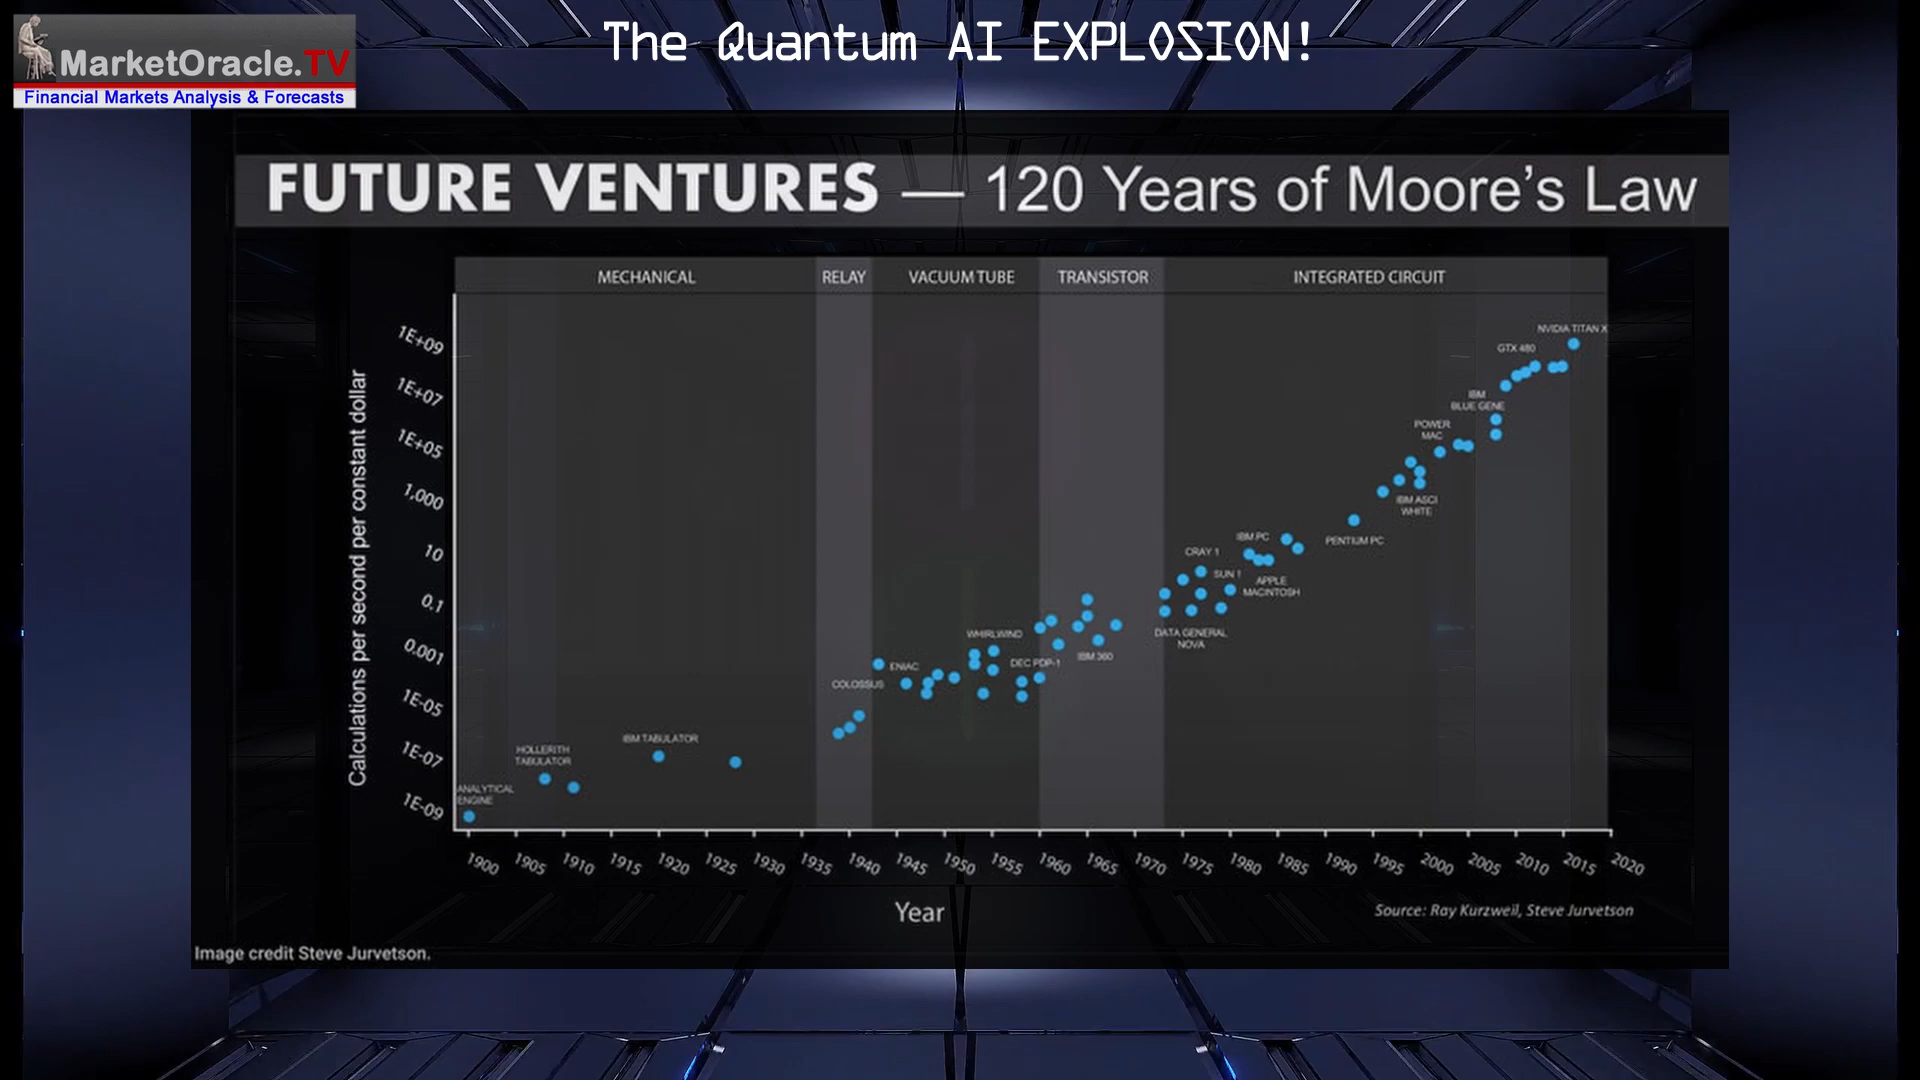 MarketOracle.TV
Financial Markets Analysis & Forecasts
The Quantum AI EXPLOSION!
FUTURE VENTURES — 120 Years of Moore's Law
MECHANICAL
RELAY
VACUUM TUBE
TRANSISTOR
INTEGRATED CIRCUIT
Calculations per second per constant dollar
1E+09
1E+07
1E+05
1,000
10
0.1
0.001
1E-05
1E-07
1E-09
ANALYTICAL
ENGINE
HOLLERITH
TABULATOR
IBM TABULATOR
COLOSSUS
ENIAC
WHIRLWIND
DEC PDP-1
IBM 360
DATA GENERAL
NOVA
CRAY 1
SUN 1
IBM PC
APPLE
MACINTOSH
PENTIUM PC
IBM ASCI
WHITE
POWER
MAC
IBM
BLUE GENE
GTX 480
NVIDIA TITAN X
1900
1905
1910
1915
1920
1925
1930
1935
1940
1945
1950
1955
1960
1965
1970
1975
1980
1985
1990
1995
2000
2005
2010
2015
2020
Year
Source: Ray Kurzweil, Steve Jurvetson
Image credit Steve Jurvetson.